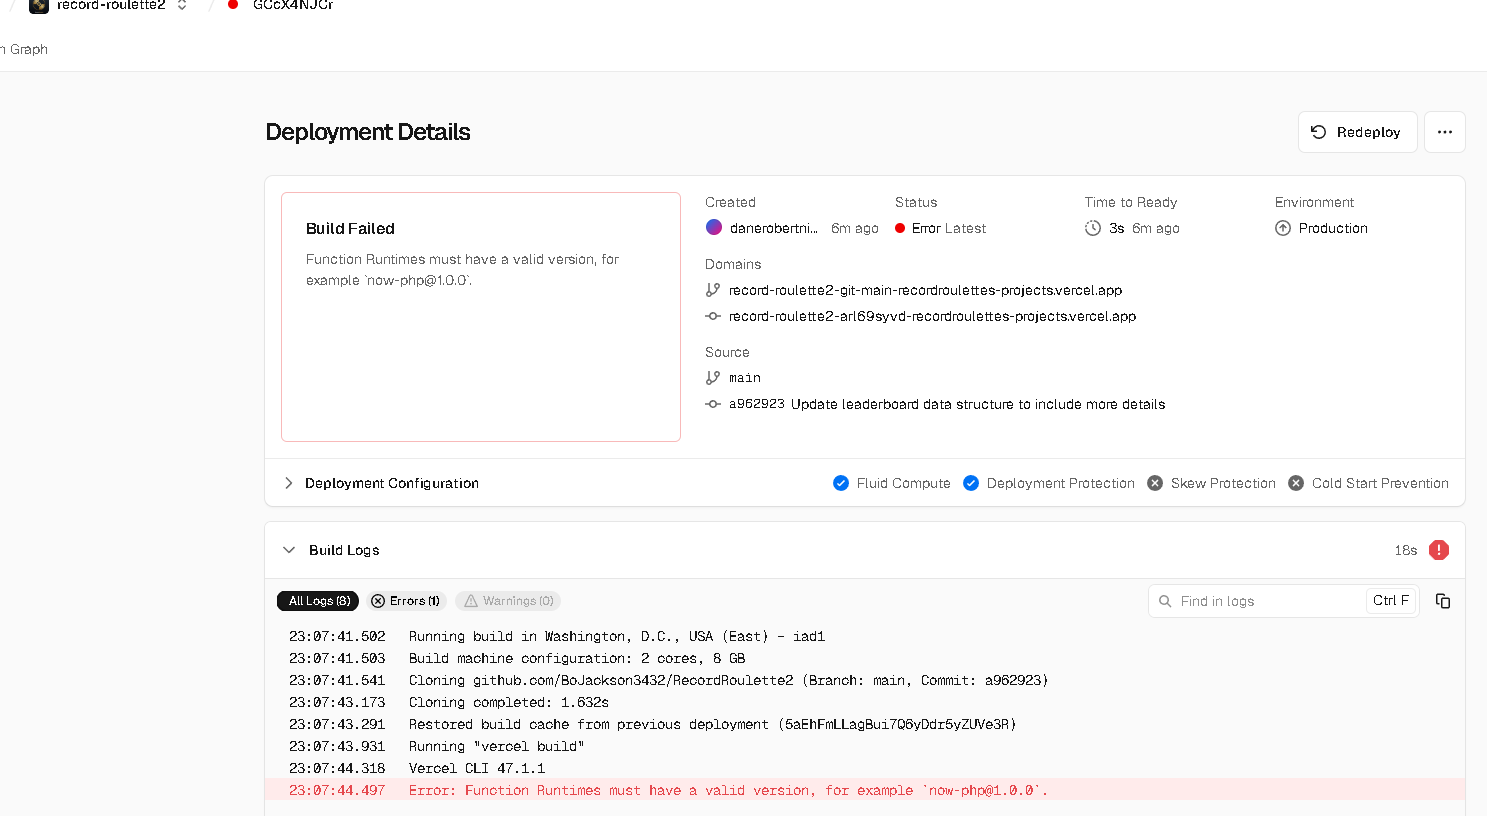 record-roulette2
GCcX4NJCr
n Graph
Deployment Details
Redeploy
Build Failed
Function Runtimes must have a valid version, for
example `now-php@1.0.0`.
Created
danerobertni... 6m ago
Status
Error Latest
Time to Ready
3s 6m ago
Environment
Production
Domains
record-roulette2-git-main-recordroulettes-projects.vercel.app
record-roulette2-arl69syvd-recordroulettes-projects.vercel.app
Source
main
a962923 Update leaderboard data structure to include more details
Deployment Configuration
Fluid Compute Deployment Protection Skew Protection Cold Start Prevention
Build Logs
18s
All Logs (8) Errors (1) Warnings (0)
Find in logs Ctrl F
23:07:41.502 Running build in Washington, D.C., USA (East) – iad1
23:07:41.503 Build machine configuration: 2 cores, 8 GB
23:07:41.541 Cloning github.com/BoJackson3432/RecordRoulette2 (Branch: main, Commit: a962923)
23:07:43.173 Cloning completed: 1.632s
23:07:43.291 Restored build cache from previous deployment (5aEhFmLLagBui7Q6yDdr5yZUVe3R)
23:07:43.931 Running "vercel build"
23:07:44.318 Vercel CLI 47.1.1
23:07:44.497 Error: Function Runtimes must have a valid version, for example `now-php@1.0.0`.